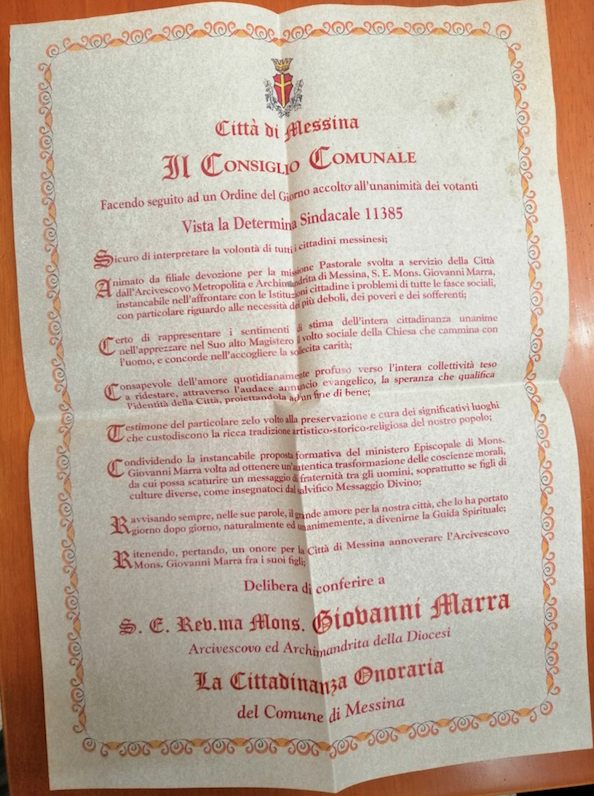 Città di Messina
Il Consiglio Comunale
Facendo seguito ad un Ordine del Giorno accolto all'unanimità dei votanti
Vista la Determina Sindacale 11385
Sicuro di interpretare la volontà di tutti i cittadini messinesi;
Animato da filiale devozione per la missione Pastorale svolta a servizio della Città
dall'Arcivescovo Metropolita e Archimandrita di Messina, S. E. Mons. Giovanni Marra,
instancabile nell'affrontare con le Istituzioni cittadine i problemi di tutte le fasce sociali,
con particolare riguardo alle necessità dei più deboli, dei poveri e dei sofferenti;
Certo di rappresentare i sentimenti di stima dell'intera cittadinanza unanime
nell'apprezzare nel Suo alto Magistero il volto sociale della Chiesa che cammina con
l'uomo, e concorde nell'accogliere la sollecita carità;
Consapevole dell'amore quotidianamente profuso verso l'intera collettività teso
a ridestare, attraverso l'audace annuncio evangelico, la speranza che qualifica
l'identità della Città, proiettandola ad un fine di bene;
Testimone del particolare zelo volto alla preservazione e cura dei significativi luoghi
che custodiscono la ricca tradizione artistico-storico-religiosa del nostro popolo;
Condividendo la instancabile proposta formativa del ministero Episcopale di Mons.
Giovanni Marra volta ad ottenere un'autentica trasformazione delle coscienze morali,
da cui possa scaturire un messaggio di fraternità tra gli uomini, soprattutto se figli di
culture diverse, come insegnatoci dal salvifico Messaggio Divino;
Ravvisando sempre, nelle sue parole, il grande amore per la nostra città, che lo ha portato
giorno dopo giorno, naturalmente ed unanimemente, a divenirne la Guida Spirituale;
Ritenendo, pertando, un onore per la Città di Messina annoverare l'Arcivescovo
Mons. Giovanni Marra fra i suoi figli;
Delibera di conferire a
S. E. Rev.ma Mons. Giovanni Marra
Arcivescovo ed Archimandrita della Diocesi
La Cittadinanza Onoraria
del Comune di Messina